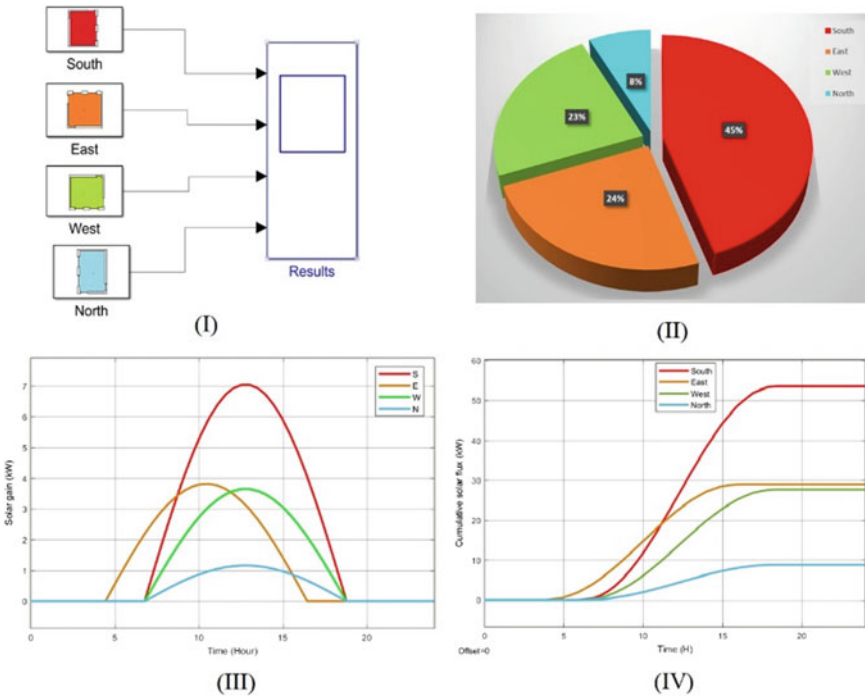 South
East
West
North
Results
(I)
South
East
West
North
8%
45%
23%
24%
(II)
S
E
W
N
7
6
5
4
3
2
1
0
Solar gain (kW)
0 5 10 15 20
Time (Hour)
(III)
South
East
West
North
60
50
40
30
20
10
0
Cumulative solar flux (kW)
0 5 10 15 20
Offset=0
Time (H)
(IV)